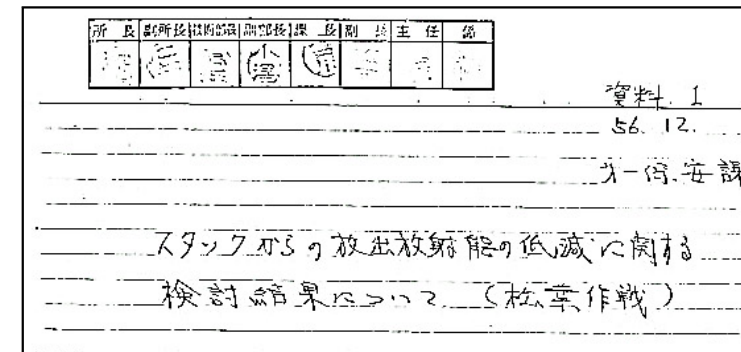 所長 副所長 技術部長 副部長 課長 副長 主任 係
資料.1
56.12.
オ一保安課
スタックからの放出放射能の低減に関する
検討結果について (松葉作戦)